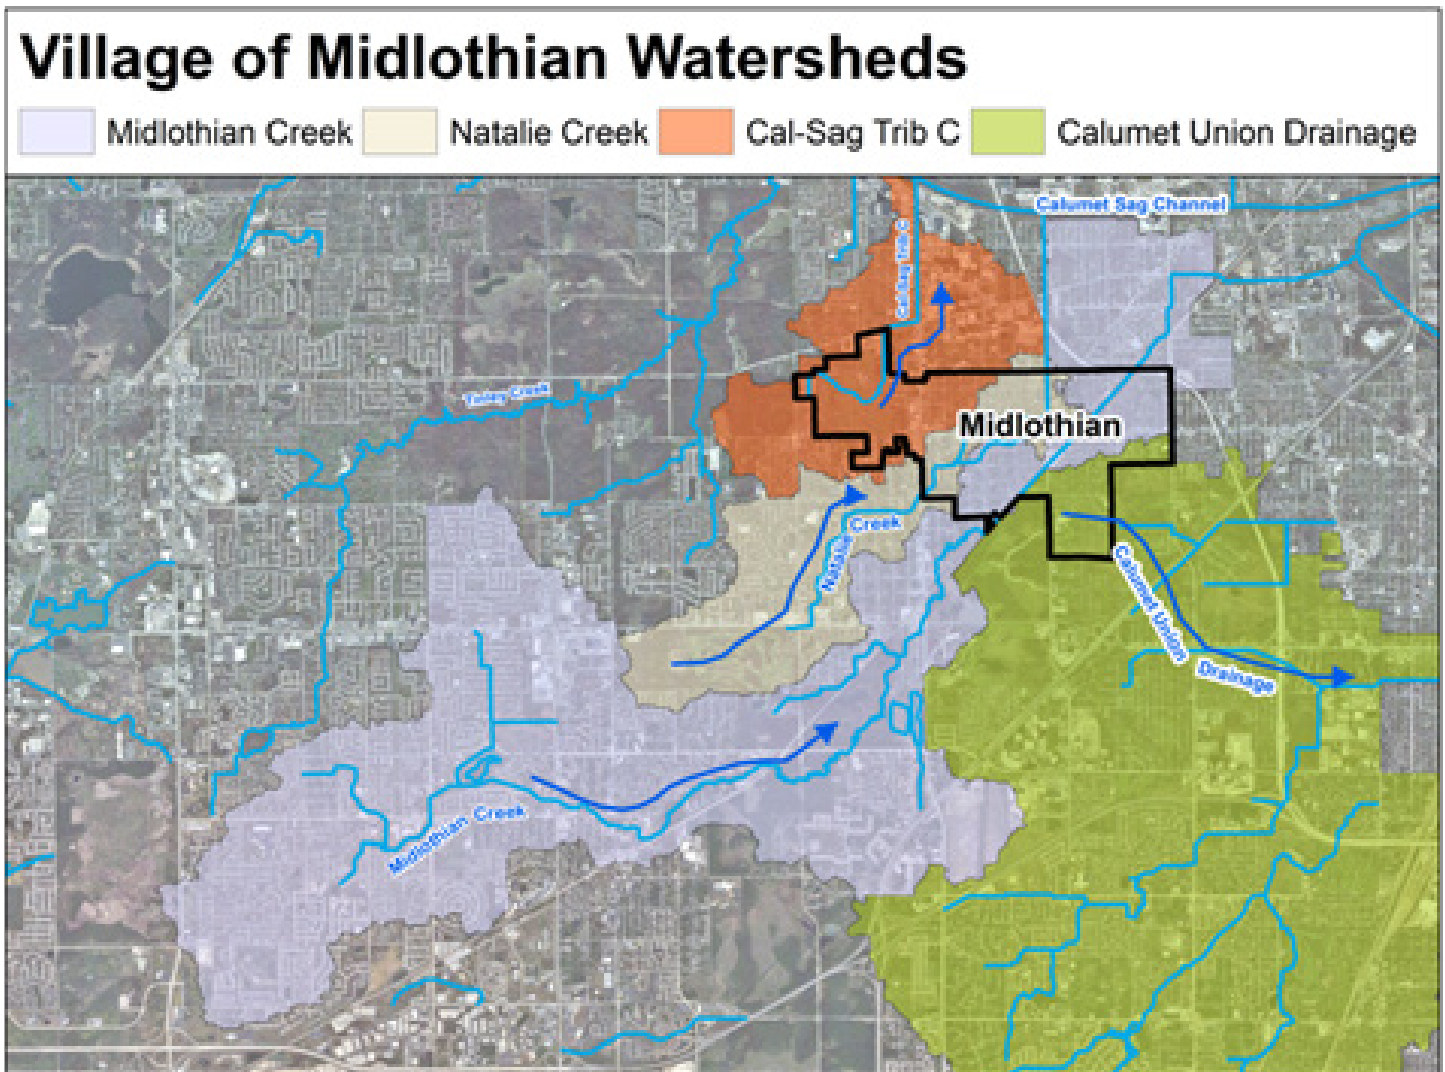 Village of Midlothian Watersheds
Midlothian Creek
Natalie Creek
Cal-Sag Trib C
Calumet Union Drainage
Calumet Sag Channel
Cal-Sag Trib C
Tinley Creek
Midlothian
Natalie Creek
Calumet Union Drainage
Midlothian Creek